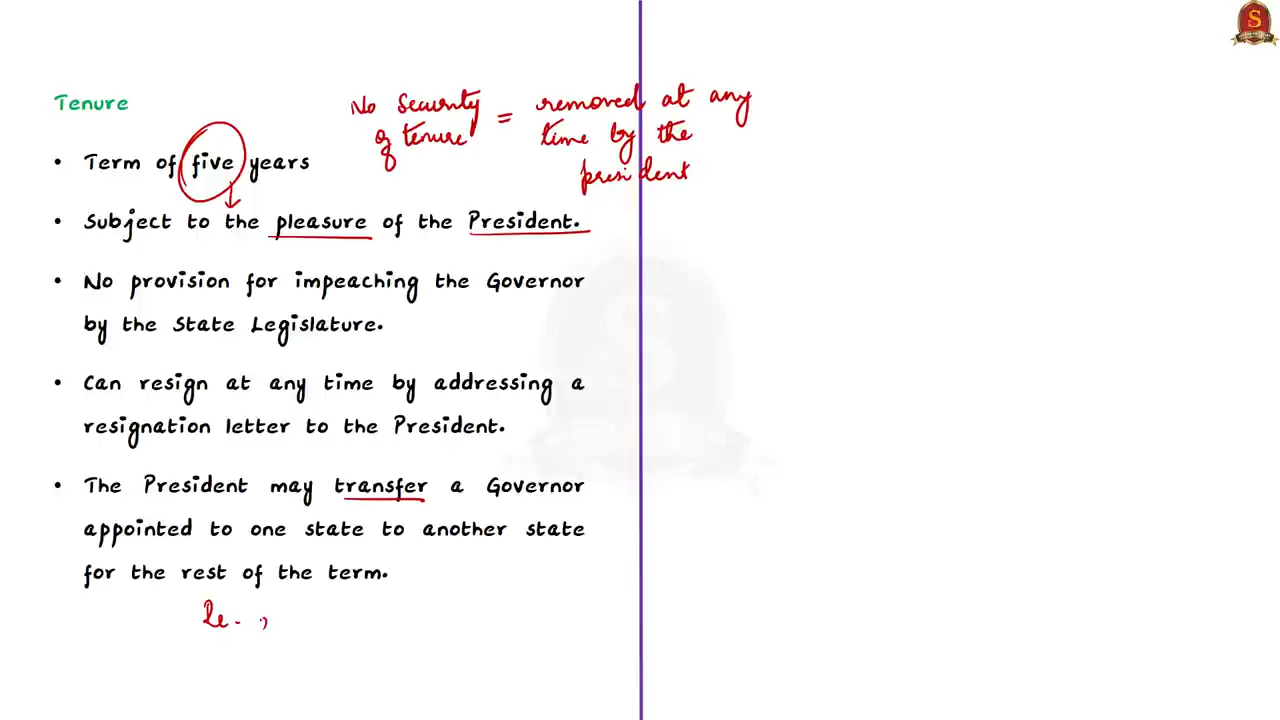 Tenure
No Security = removed at any
of tenure time by the
president
• Term of five years
• Subject to the pleasure of the President.
• No provision for impeaching the Governor
by the State Legislature.
• Can resign at any time by addressing a
resignation letter to the President.
• The President may transfer a Governor
appointed to one state to another state
for the rest of the term.
Re-
S